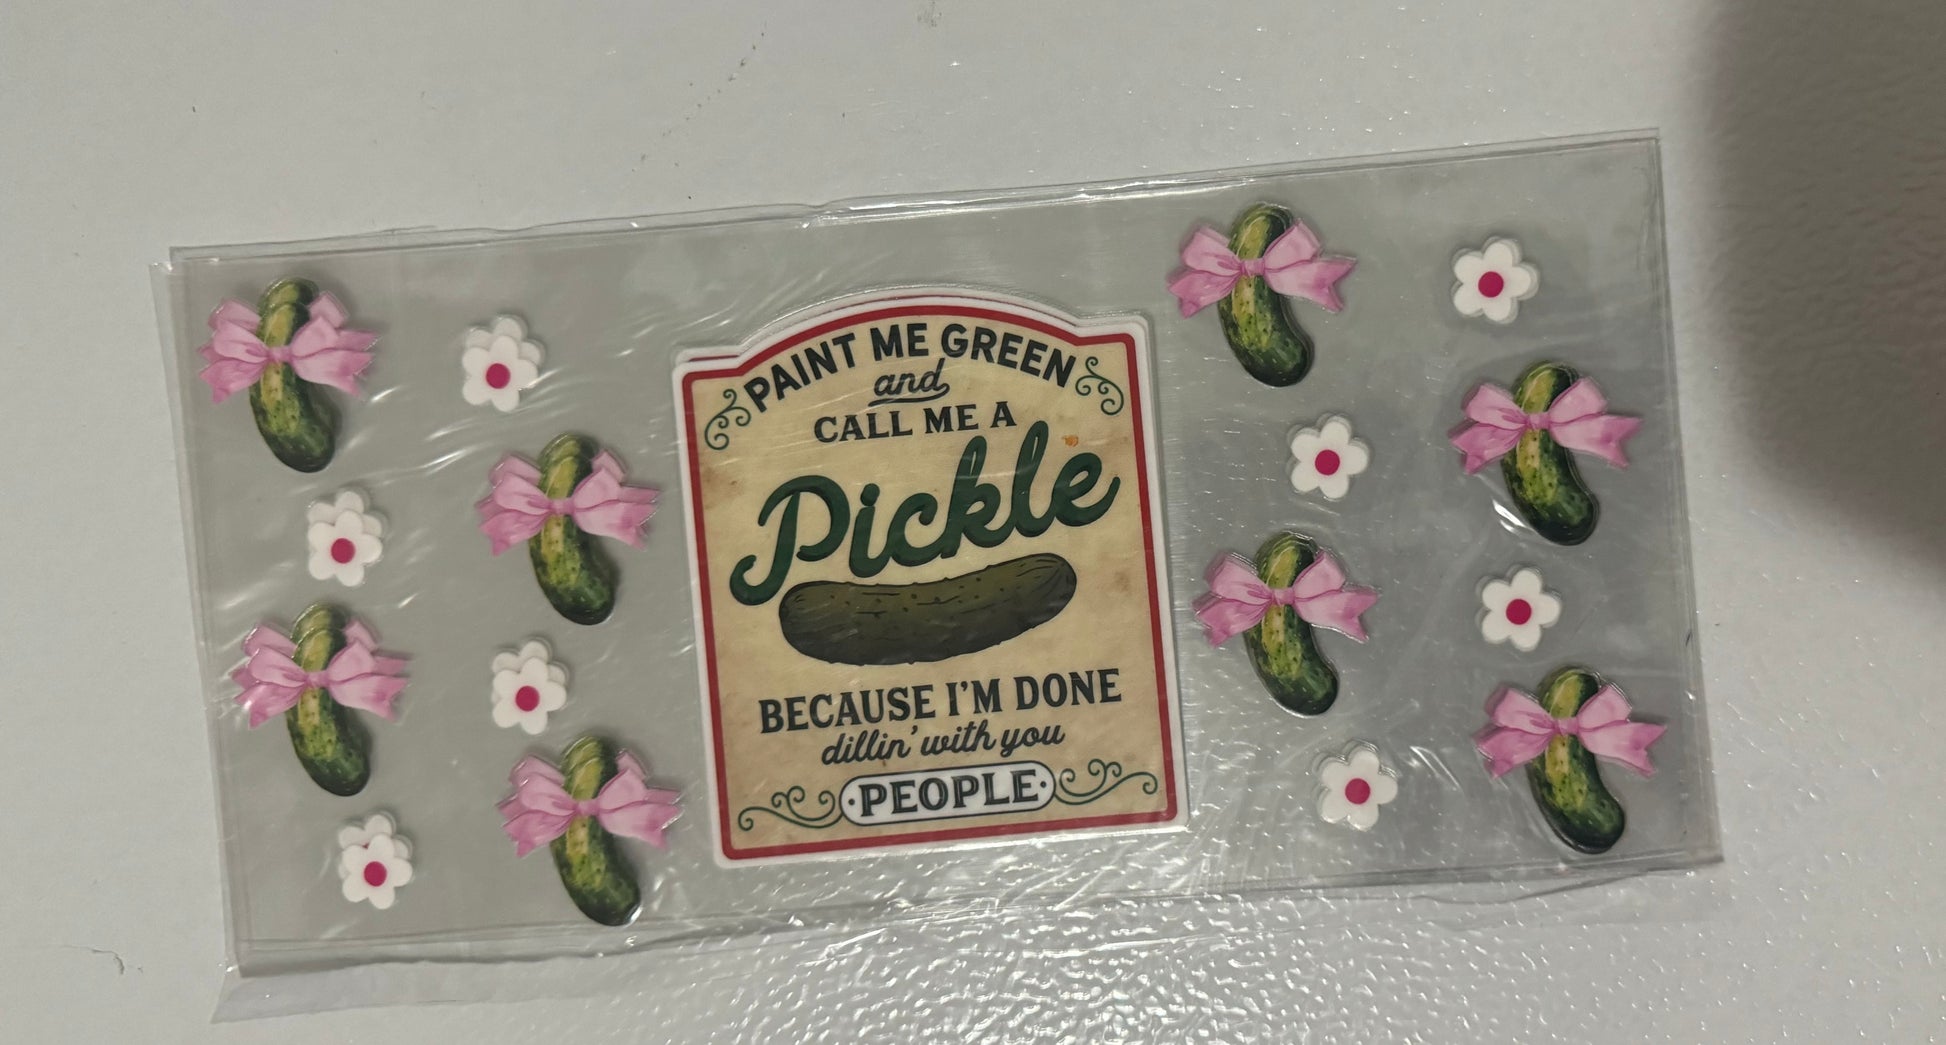 PAINT ME GREEN
and
CALL ME A
Pickle
BECAUSE I'M DONE
dillin' with you
PEOPLE